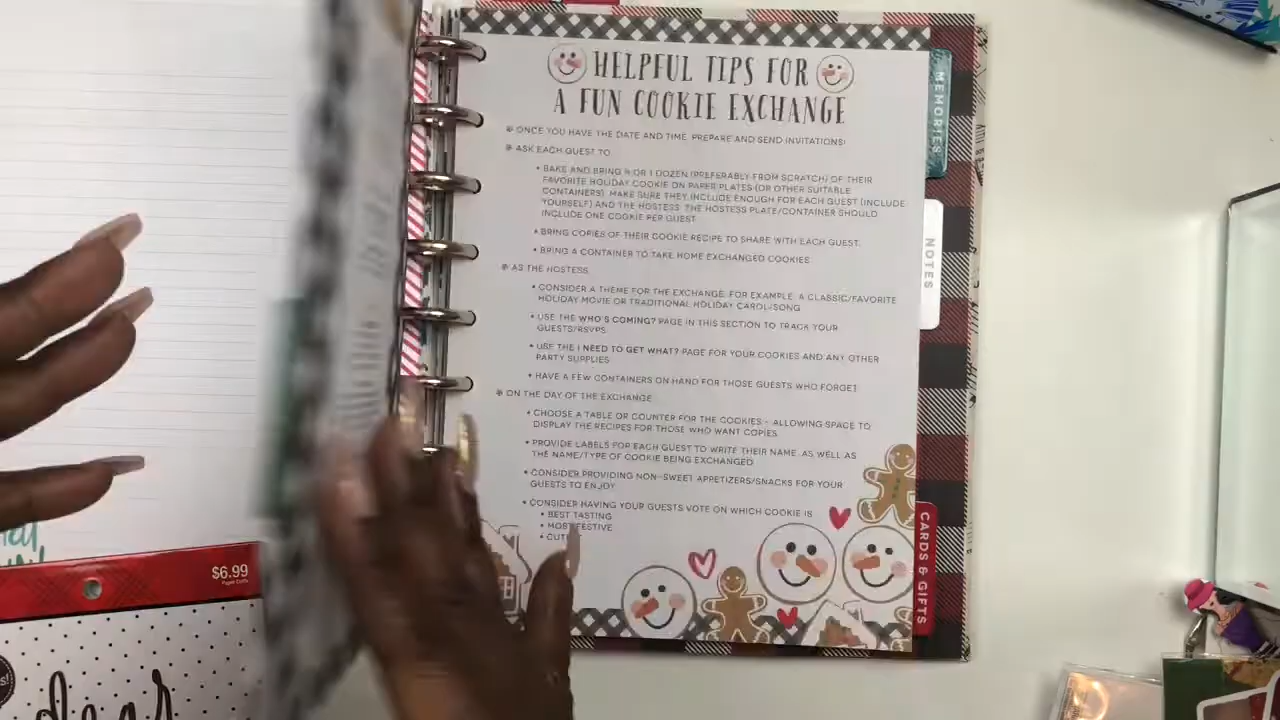 HELPFUL TIPS FOR
A FUN COOKIE EXCHANGE
ONCE YOU HAVE THE DATE AND TIME, PREPARE AND SEND INVITATIONS!
ASK EACH GUEST TO:
BAKE AND BRING ½ OR 1 DOZEN (PREFERABLY FROM SCRATCH) OF THEIR
FAVORITE HOLIDAY COOKIE ON PAPER PLATES (OR OTHER SUITABLE
CONTAINERS). MAKE SURE THEY INCLUDE ENOUGH FOR EACH GUEST (INCLUDE
YOURSELF) AND THE HOSTESS. THE HOSTESS PLATE/CONTAINER SHOULD
INCLUDE ONE COOKIE PER GUEST.
BRING COPIES OF THEIR COOKIE RECIPE TO SHARE WITH EACH GUEST.
BRING A CONTAINER TO TAKE HOME EXCHANGED COOKIES.
AS THE HOSTESS:
CONSIDER A THEME FOR THE EXCHANGE. FOR EXAMPLE: A CLASSIC/FAVORITE
HOLIDAY MOVIE OR TRADITIONAL HOLIDAY CAROL/SONG.
USE THE WHO'S COMING? PAGE IN THIS SECTION TO TRACK YOUR
GUESTS/RSVPS.
USE THE I NEED TO GET WHAT? PAGE FOR YOUR COOKIES AND ANY OTHER
PARTY SUPPLIES.
HAVE A FEW CONTAINERS ON HAND FOR THOSE GUESTS WHO FORGET.
ON THE DAY OF THE EXCHANGE:
CHOOSE A TABLE OR COUNTER FOR THE COOKIES - ALLOWING SPACE TO
DISPLAY THE RECIPES FOR THOSE WHO WANT COPIES.
PROVIDE LABELS FOR EACH GUEST TO WRITE THEIR NAME, AS WELL AS
THE NAME/TYPE OF COOKIE BEING EXCHANGED.
CONSIDER PROVIDING NON-SWEET APPETIZERS/SNACKS FOR YOUR
GUESTS TO ENJOY.
CONSIDER HAVING YOUR GUESTS VOTE ON WHICH COOKIE IS:
BEST TASTING
MOST FESTIVE
MEMORIES
NOTES
CARDS & GIFTS
$6.99